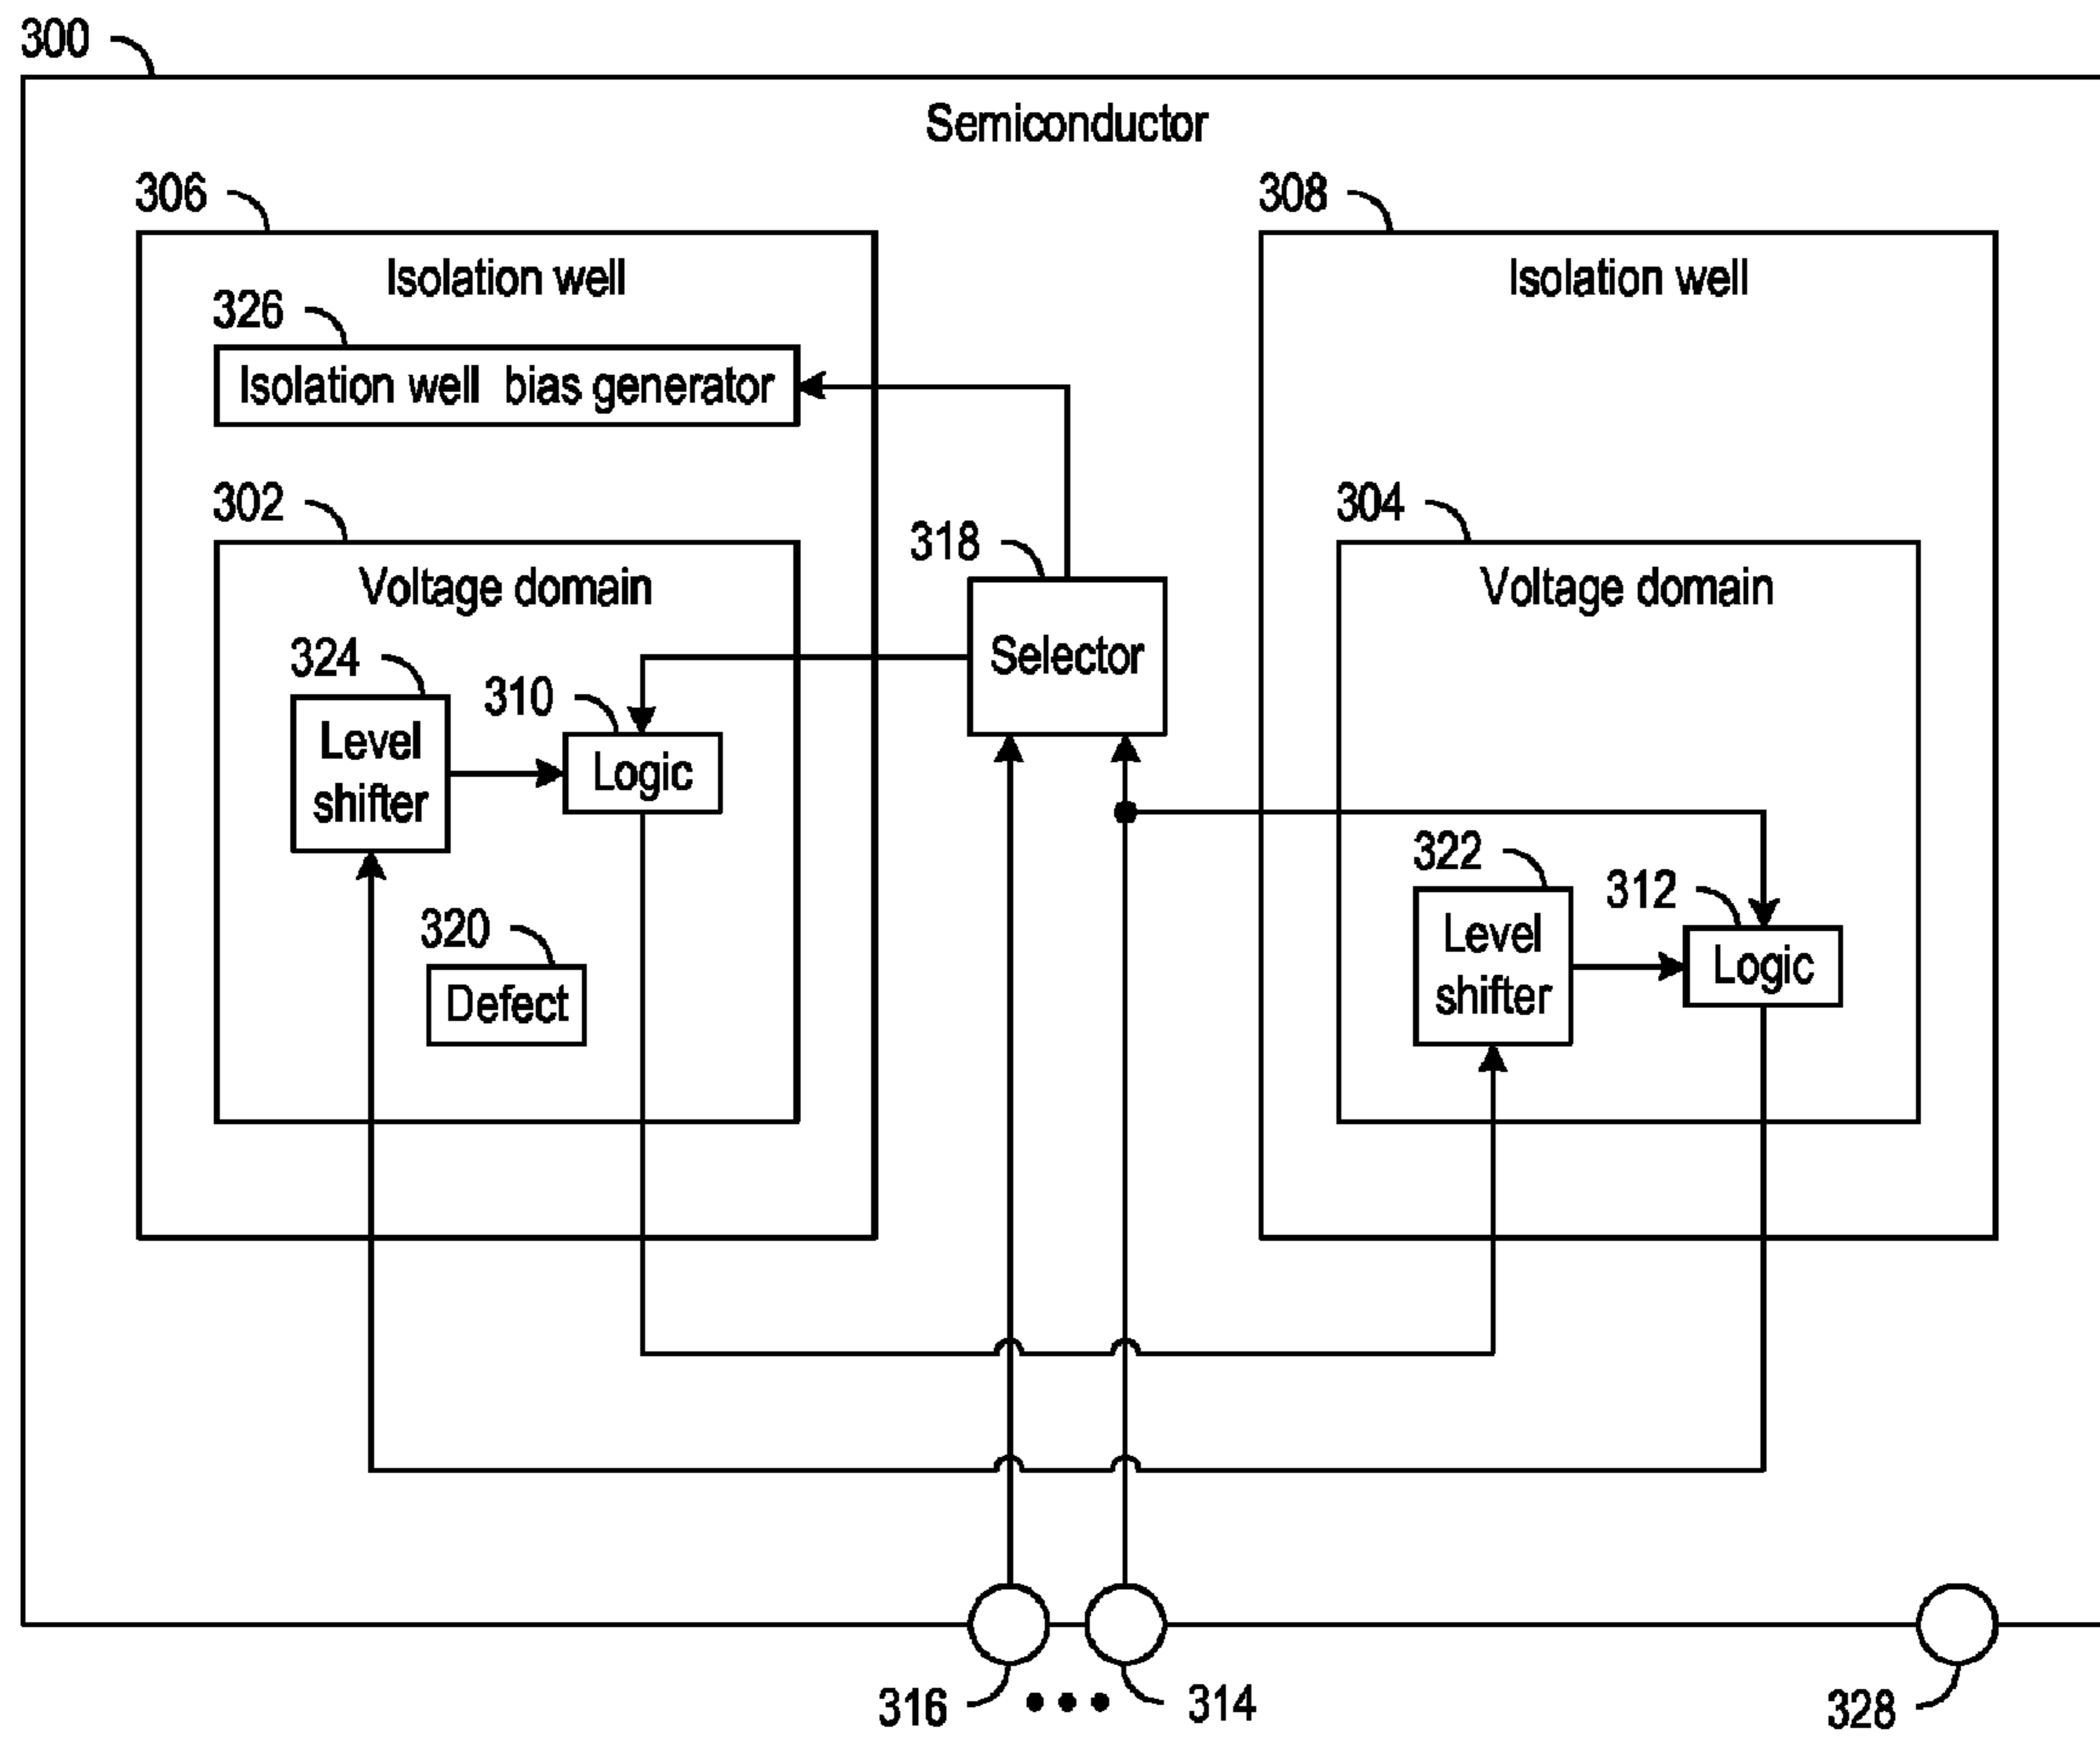 300
Semiconductor
306
308
Isolation well
Isolation well
326
Isolation well bias generator
302
304
318
Voltage domain
Voltage domain
324
Selector
310
Level
shifter
Logic
322
312
320
Level
shifter
Logic
Defect
316
•••
314
328